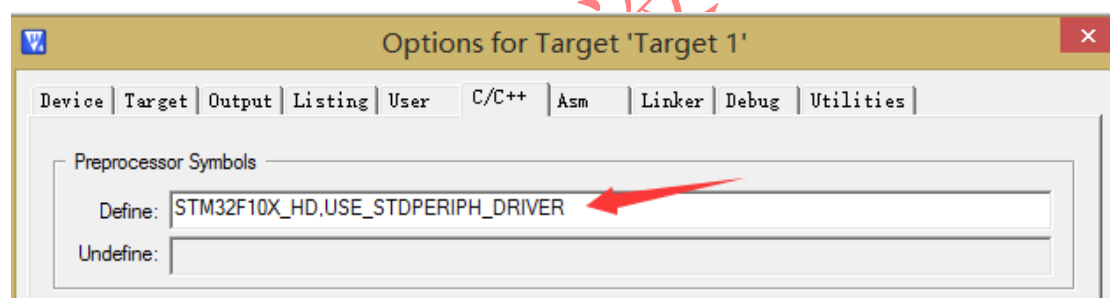 Options for Target 'Target 1'
Device Target Output Listing User C/C++ Asm Linker Debug Utilities
Preprocessor Symbols
Define: STM32F10X_HD,USE_STDPERIPH_DRIVER
Undefine: